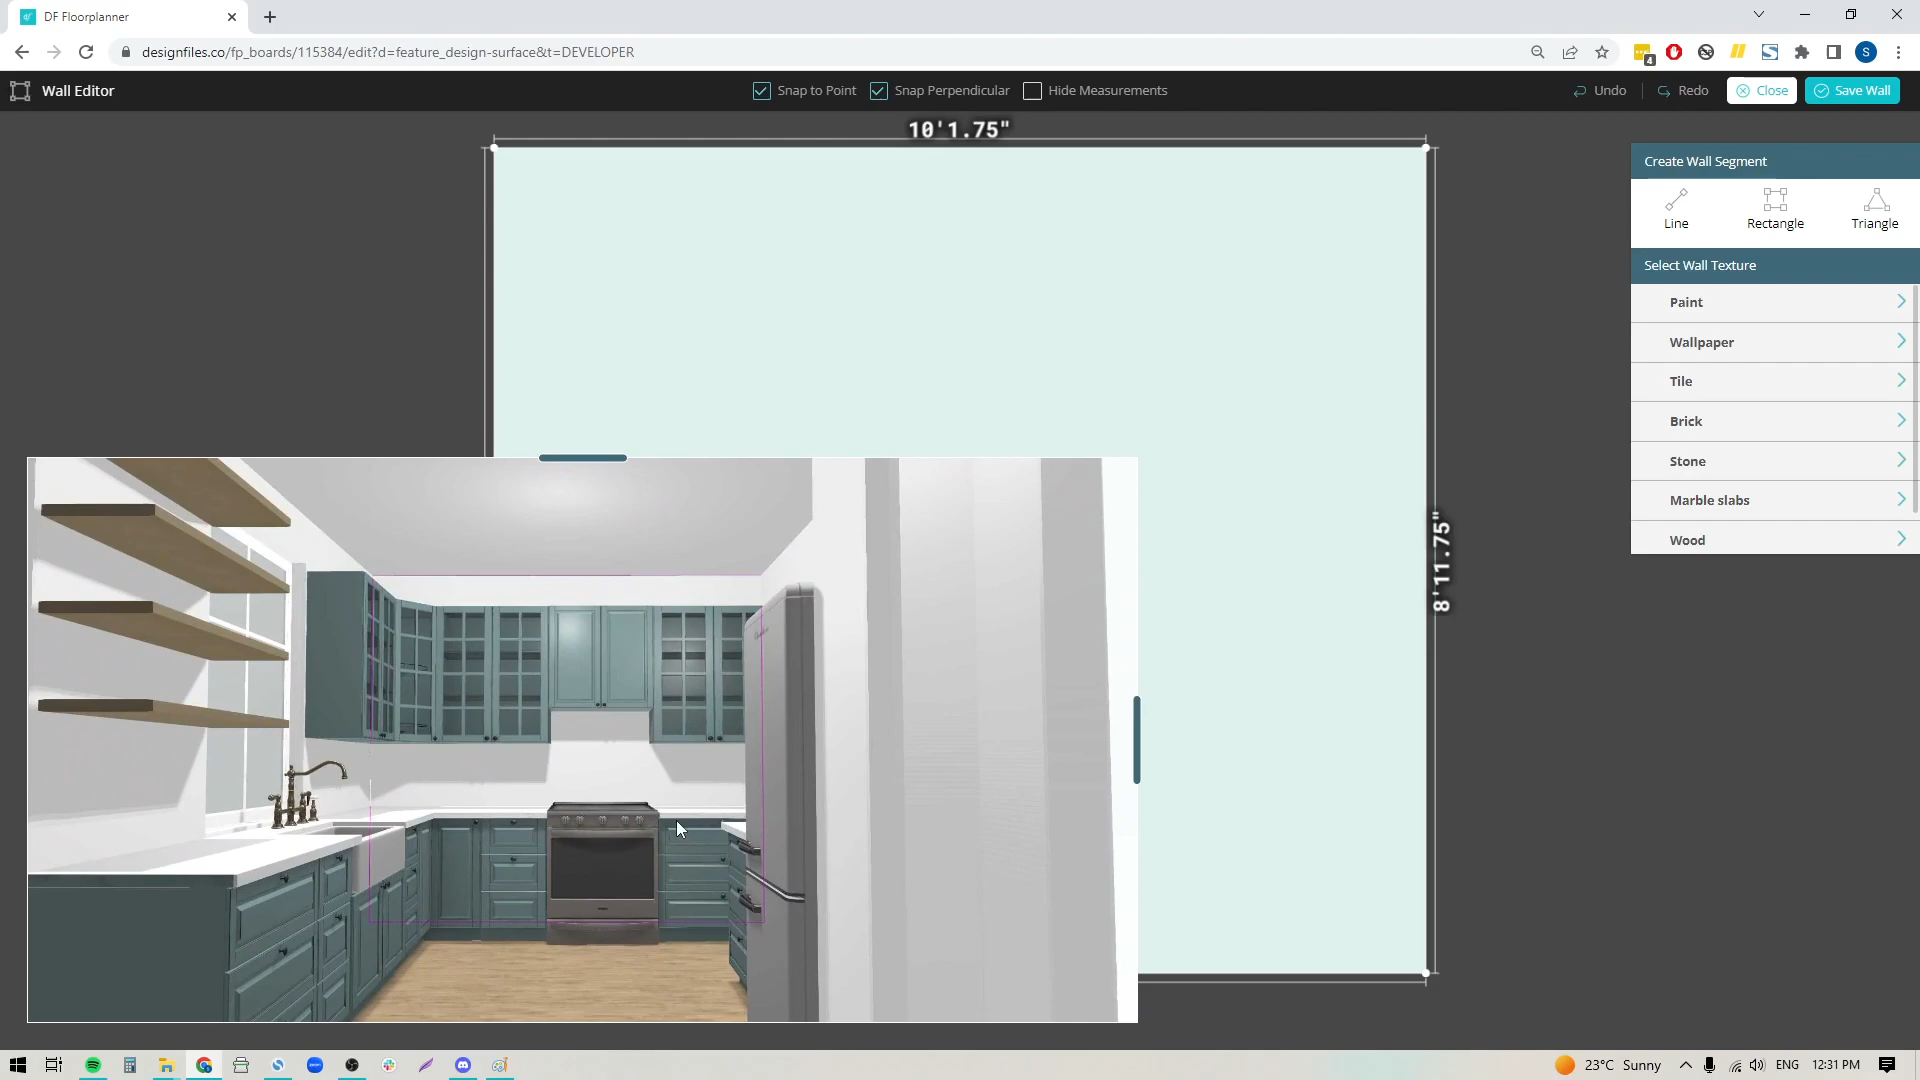 DF Floorplanner
designfiles.co/fp_boards/115384/edit?d=feature_design-surface&t=DEVELOPER
4
S
Wall Editor
Snap to Point
Snap Perpendicular
Hide Measurements
Undo
Redo
Close
Save Wall
10'1.75"
8'11.75"
Create Wall Segment
Line
Rectangle
Triangle
Select Wall Texture
Paint
Wallpaper
Tile
Brick
Stone
Marble slabs
Wood
23°C Sunny
ENG
12:31 PM